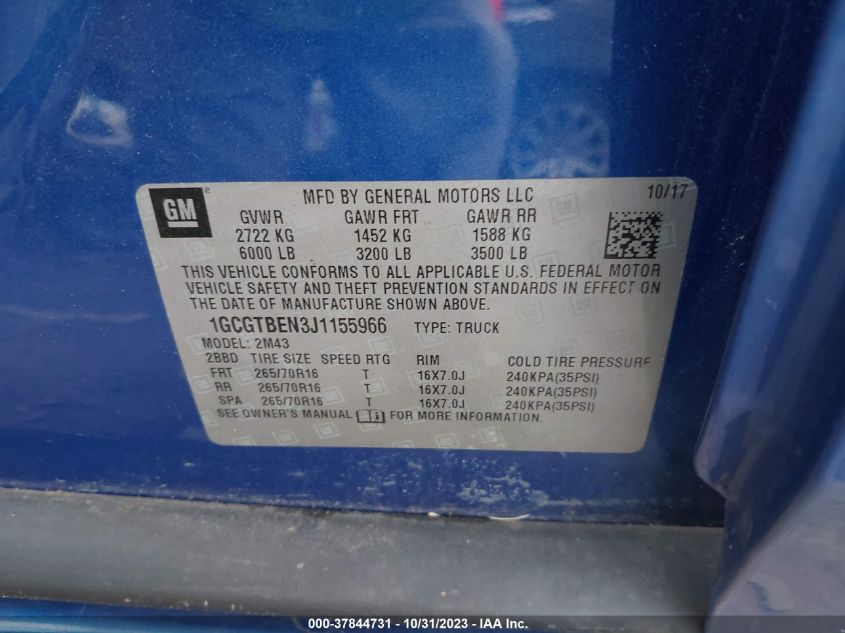 GM
MFD BY GENERAL MOTORS LLC 10/17
GVWR GAWR FRT GAWR RR
2722 KG 1452 KG 1588 KG
6000 LB 3200 LB 3500 LB
THIS VEHICLE CONFORMS TO ALL APPLICABLE U.S. FEDERAL MOTOR
VEHICLE SAFETY AND THEFT PREVENTION STANDARDS IN EFFECT ON
THE DATE OF MANUFACTURE SHOWN ABOVE.
1GCGTBEN3J1155966 TYPE: TRUCK
MODEL: 2M43
2BBD TIRE SIZE SPEED RTG RIM COLD TIRE PRESSURE
FRT 265/70R16 T 16X7.0J 240KPA(35PSI)
RR 265/70R16 T 16X7.0J 240KPA(35PSI)
SPA 265/70R16 T 16X7.0J 240KPA(35PSI)
SEE OWNER'S MANUAL FOR MORE INFORMATION.
000-37844731 - 10/31/2023 - IAA Inc.